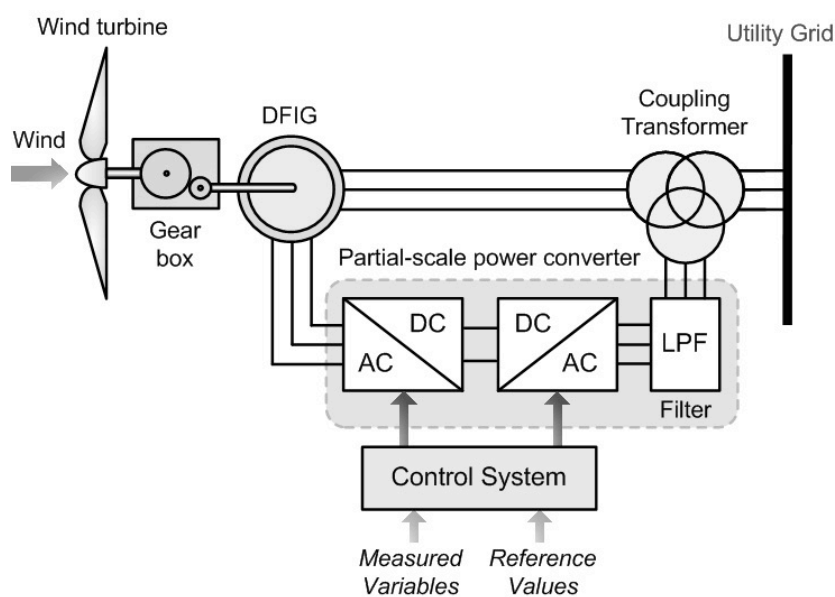 Wind turbine
Utility Grid
Coupling
Transformer
DFIG
Wind
Gear
box
Partial-scale power converter
DC
AC
DC
AC
LPF
Filter
Control System
Measured
Variables
Reference
Values